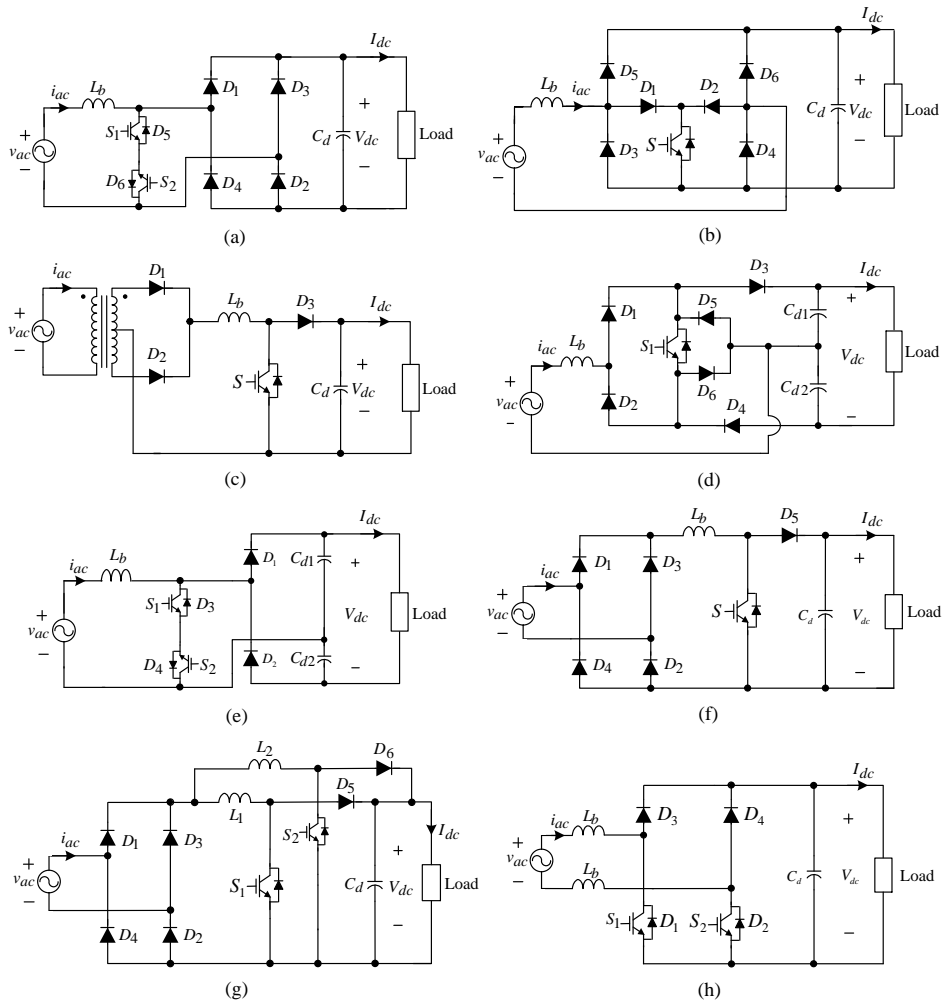 I_dc
i_ac L_b D_1 D_3
+ S_1 D_5 + Load
v_ac C_d V_dc
− D_6 S_2 D_4 D_2 −
(a)
I_dc
D_5 D_6
L_b i_ac D_1 D_2 +
+ C_d V_dc Load
v_ac S
− D_3 D_4 −
(b)
i_ac D_1 L_b D_3 I_dc
+ +
v_ac S C_d V_dc Load
− D_2 −
(c)
D_3 I_dc
D_1 D_5 C_d1 +
i_ac L_b S_1 V_dc Load
+ D_6 C_d2
v_ac D_2 D_4
− −
(d)
I_dc
i_ac L_b D_1 C_d1 +
+ S_1 D_3 V_dc Load
v_ac
− D_4 S_2 D_2 C_d2 −
(e)
L_b D_5 I_dc
i_ac D_1 D_3 +
+ S C_d V_dc Load
v_ac
− D_4 D_2 −
(f)
L_2 D_6
L_1 D_5
i_ac D_1 D_3 S_2 I_dc
+ +
v_ac S_1 C_d V_dc Load
− D_4 D_2 −
(g)
I_dc
i_ac L_b D_3 D_4 +
+
v_ac C_d V_dc Load
− L_b
S_1 D_1 S_2 D_2 −
(h)